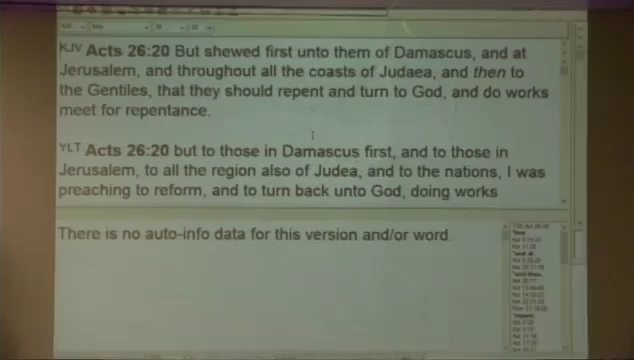 KJV Acts 26:20 But shewed first unto them of Damascus, and at
Jerusalem, and throughout all the coasts of Judaea, and then to
the Gentiles, that they should repent and turn to God, and do works
meet for repentance.
YLT Acts 26:20 but to those in Damascus first, and to those in
Jerusalem, to all the region also of Judea, and to the nations, I was
preaching to reform, and to turn back unto God, doing works
There is no auto-info data for this version and/or word.